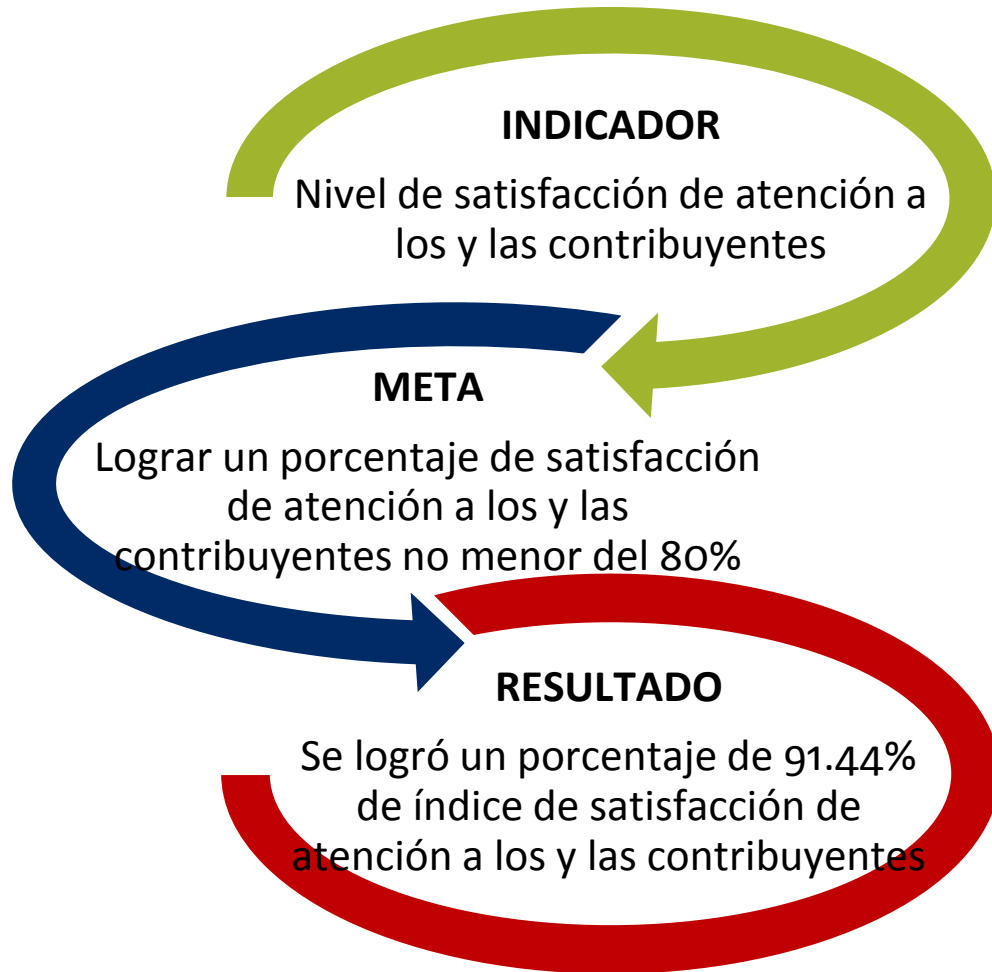 INDICADOR
Nivel de satisfacción de atención a
los y las contribuyentes
META
Lograr un porcentaje de satisfacción
de atención a los y las
contribuyentes no menor del 80%
RESULTADO
Se logró un porcentaje de 91.44%
de índice de satisfacción de
atención a los y las contribuyentes